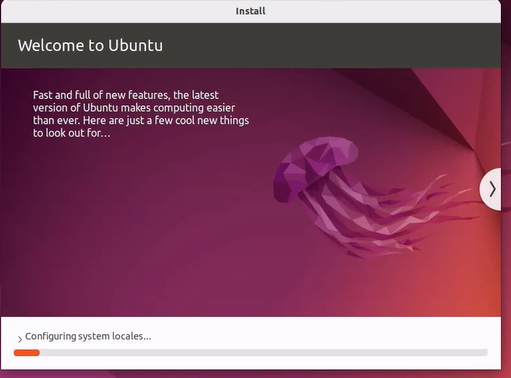 Install
Welcome to Ubuntu
Fast and full of new features, the latest
version of Ubuntu makes computing easier
than ever. Here are just a few cool new things
to look out for…
Configuring system locales...